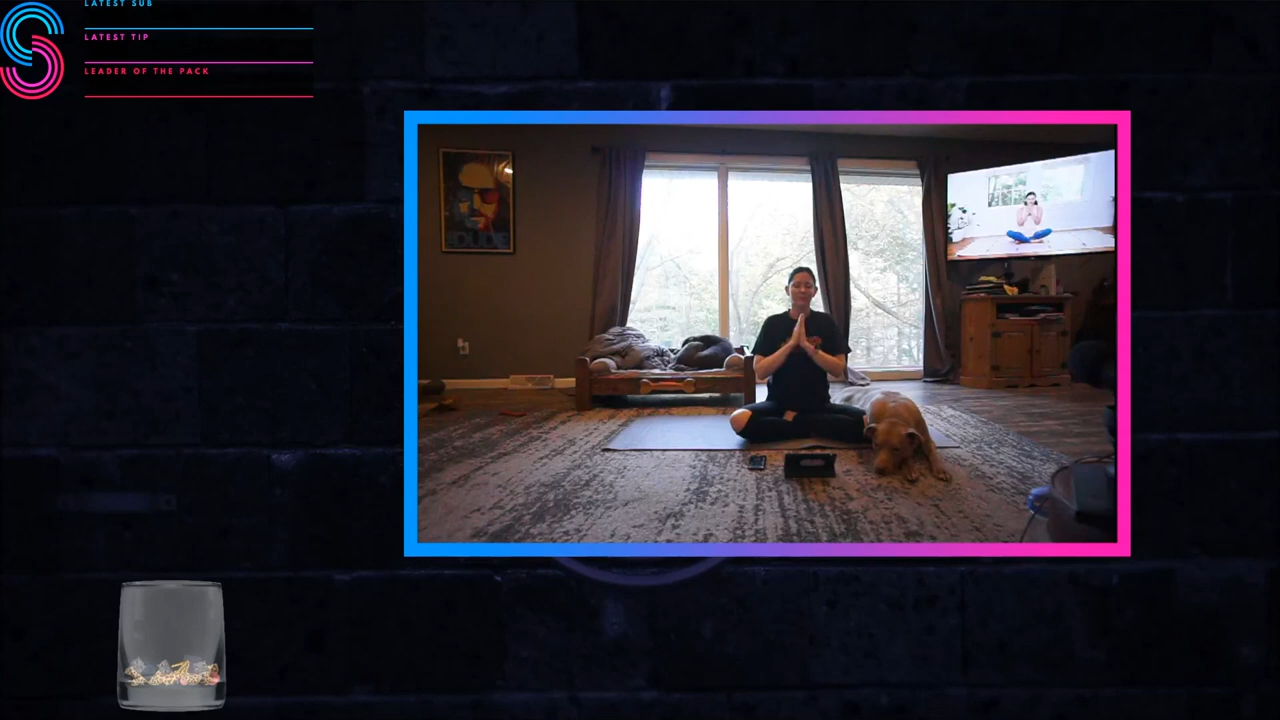 LATEST SUB
LATEST TIP
LEADER OF THE PACK
DUDE